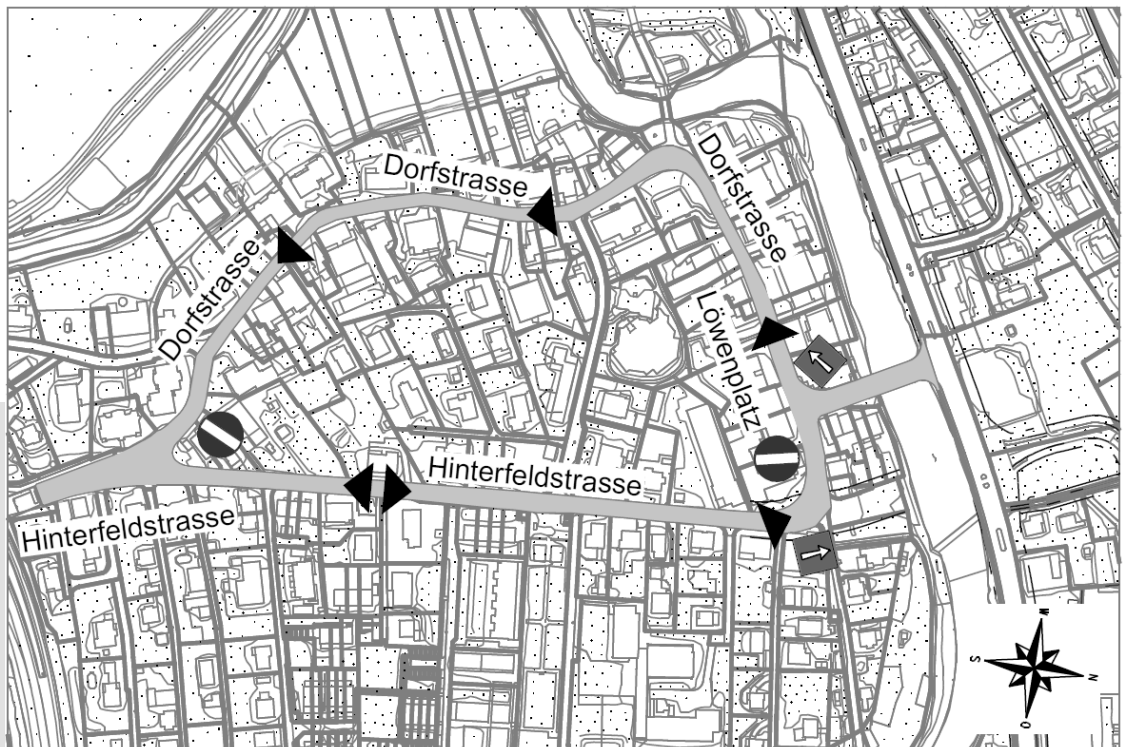 Dorfstrasse
Dorfstrasse
Dorfstrasse
Löwenplatz
Hinterfeldstrasse
Hinterfeldstrasse
W
S
N
O